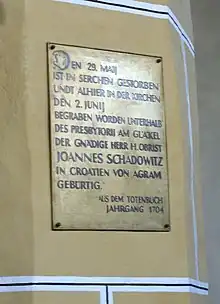 DEN 29. MAIJ
IST IN SERCHEN GESTORBEN
UNDT ALHIER IN DER KIRCHEN
DEN 2. JUNIJ
BEGRABEN WORDEN UNTERHALB
DES PRESBYTORIJ AM GLÖCKEL
DER GNÄDIGE HERR H. OBRIST
JOANNES SCHADOWITZ
IN CROATIEN VON AGRAM
GEBÜRTIG.
AUS DEM TOTENBUCH
JAHRGANG 1704